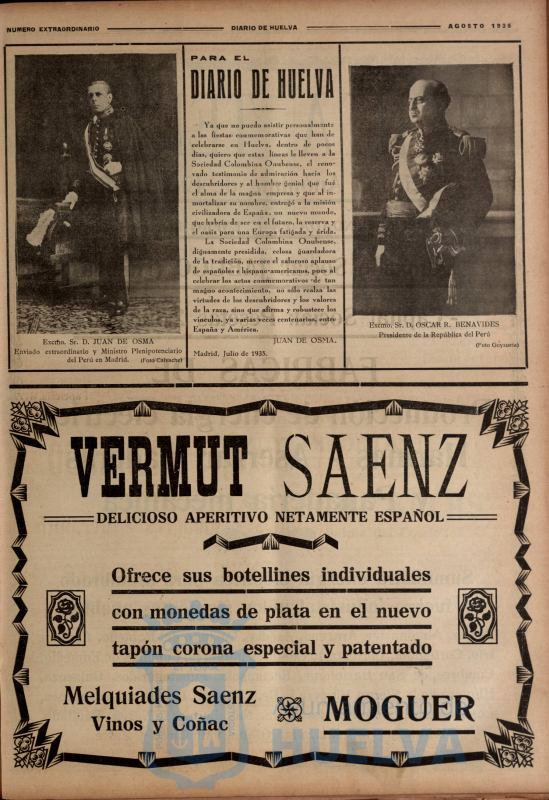 NUMERO EXTRAORDINARIO
DIARIO DE HUELVA
AGOSTO 1935
Excmo. Sr. D. JUAN DE OSMA
Enviado extraordinario y Ministro Plenipotenciario
del Perú en Madrid. (Foto Calvache)
PARA EL
DIARIO DE HUELVA
Ya que no puedo asistir personalmente
a las fiestas conmemorativas que han de
celebrarse en Huelva, dentro de pocos
días, quiero que estas líneas le lleven a la
Sociedad Colombina Onubense, el reno-
vado testimonio de admiración hacia los
descubridores y al hombre genial que fué
el alma de la magna empresa y que al in-
mortalizar su nombre, entregó a la misión
civilizadora de España, un nuevo mundo,
que habría de ser en el futuro, la reserva y
el oasis para una Europa fatigada y árida.
La Sociedad Colombina Onubense,
dignamente presidida, celosa guardadora
de la tradición, merece el caluroso aplauso
de españoles e hispano-americanos, pues al
celebrar los actos conmemorativos de tan
magno acontecimiento, no sólo realza las
virtudes de los descubridores y los valores
de la raza, sino que afirma y robustece los
vínculos, ya varias veces centenarios, entre
España y América.
JUAN DE OSMA.
Madrid, Julio de 1935.
Excmo. Sr. D. OSCAR R. BENAVIDES
Presidente de la República del Perú
(Foto Goyzueta)
VERMUT SAENZ
DELICIOSO APERITIVO NETAMENTE ESPAÑOL
Ofrece sus botellines individuales
con monedas de plata en el nuevo
tapón corona especial y patentado
Melquiades Saenz
Vinos y Coñac
MOGUER
HUELVA